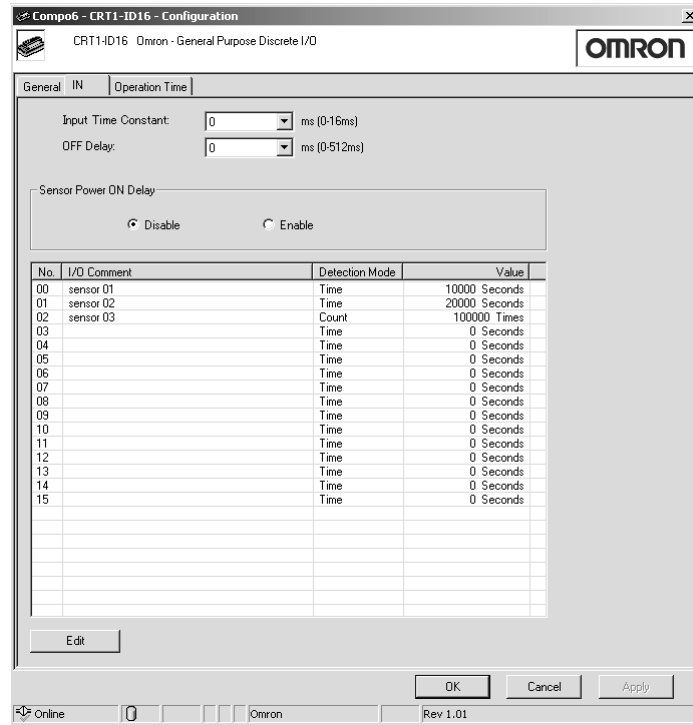 Compo6 - CRT1-ID16 - Configuration
CRT1-ID16 Omron - General Purpose Discrete I/O
OMRON
General IN Operation Time
Input Time Constant: 0 ms (0-16ms)
OFF Delay: 0 ms (0-512ms)
Sensor Power ON Delay
Disable Enable
No. I/O Comment Detection Mode Value
00 sensor 01 Time 10000 Seconds
01 sensor 02 Time 20000 Seconds
02 sensor 03 Count 100000 Times
03 Time 0 Seconds
04 Time 0 Seconds
05 Time 0 Seconds
06 Time 0 Seconds
07 Time 0 Seconds
08 Time 0 Seconds
09 Time 0 Seconds
10 Time 0 Seconds
11 Time 0 Seconds
12 Time 0 Seconds
13 Time 0 Seconds
14 Time 0 Seconds
15 Time 0 Seconds
Edit
OK Cancel Apply
Online Omron Rev 1.01